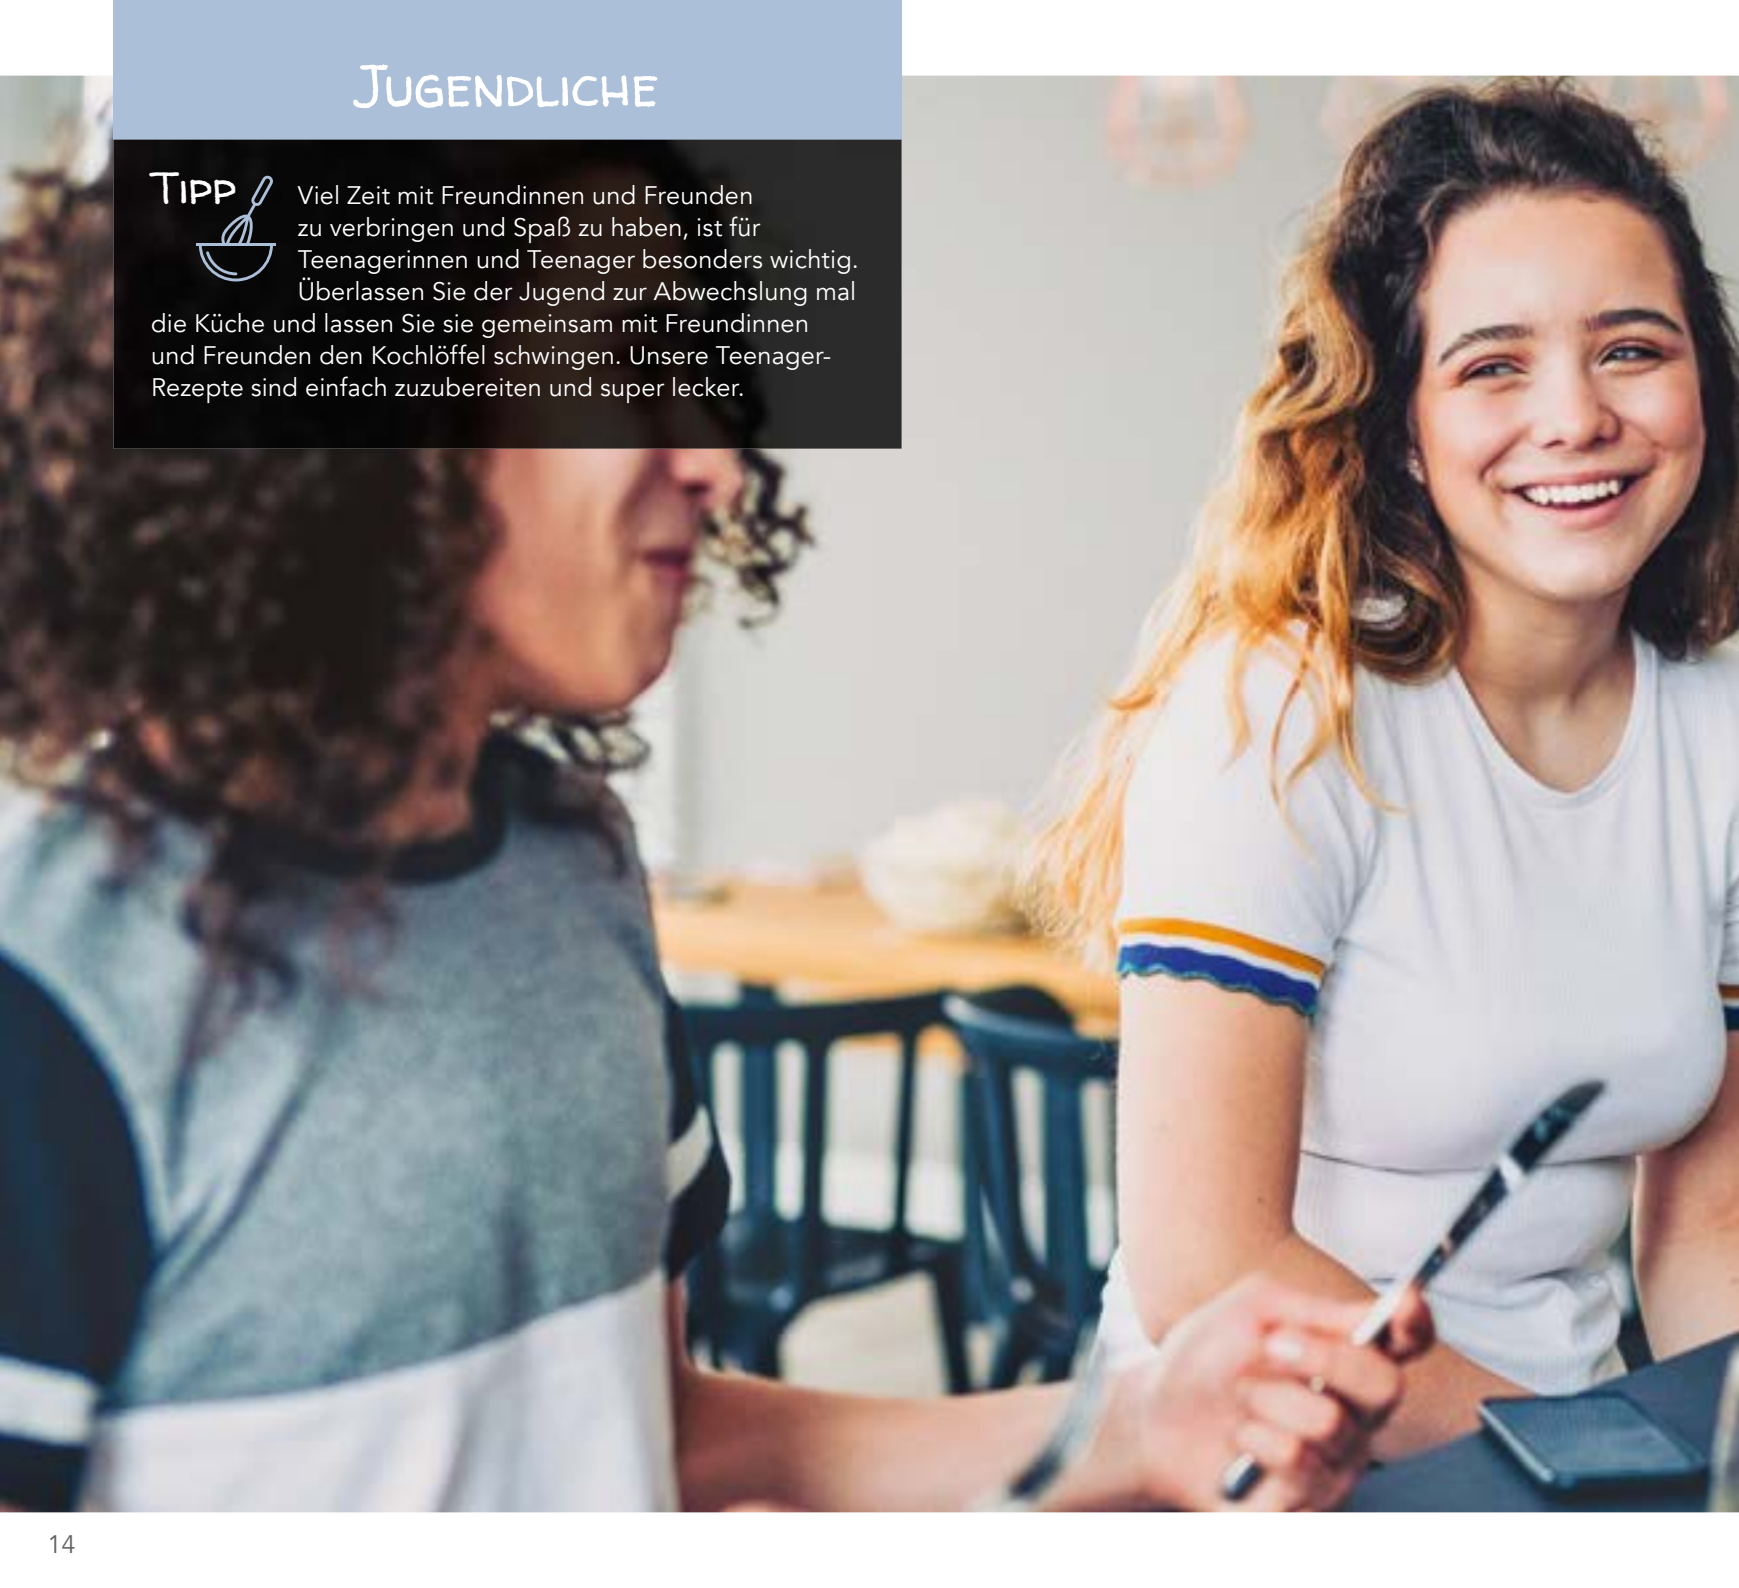 Jugendliche
Tipp
Viel Zeit mit Freundinnen und Freunden
zu verbringen und Spaß zu haben, ist für
Teenagerinnen und Teenager besonders wichtig.
Überlassen Sie der Jugend zur Abwechslung mal
die Küche und lassen Sie sie gemeinsam mit Freundinnen
und Freunden den Kochlöffel schwingen. Unsere Teenager-
Rezepte sind einfach zuzubereiten und super lecker.
14